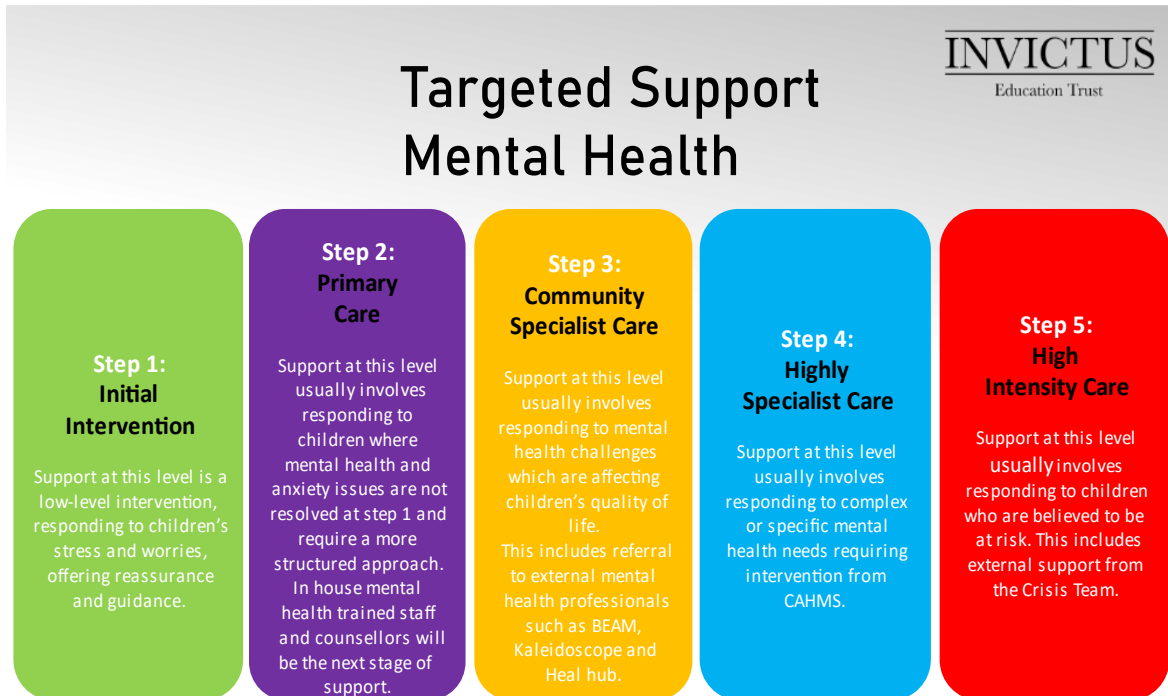 INVICTUS
Education Trust
Targeted Support
Mental Health
Step 1:
Initial
Intervention
Support at this level is a
low-level intervention,
responding to children's
stress and worries,
offering reassurance
and guidance.
Step 2:
Primary
Care
Support at this level
usually involves
responding to
children where
mental health and
anxiety issues are not
resolved at step 1 and
require a more
structured approach.
In house mental
health trained staff
and counsellors will
be the next stage of
support.
Step 3:
Community
Specialist Care
Support at this level
usually involves
responding to mental
health challenges
which are affecting
children's quality of
life.
This includes referral
to external mental
health professionals
such as BEAM,
Kaleidoscope and
Heal hub.
Step 4:
Highly
Specialist Care
Support at this level
usually involves
responding to complex
or specific mental
health needs requiring
intervention from
CAHMS.
Step 5:
High
Intensity Care
Support at this level
usually involves
responding to children
who are believed to be
at risk. This includes
external support from
the Crisis Team.